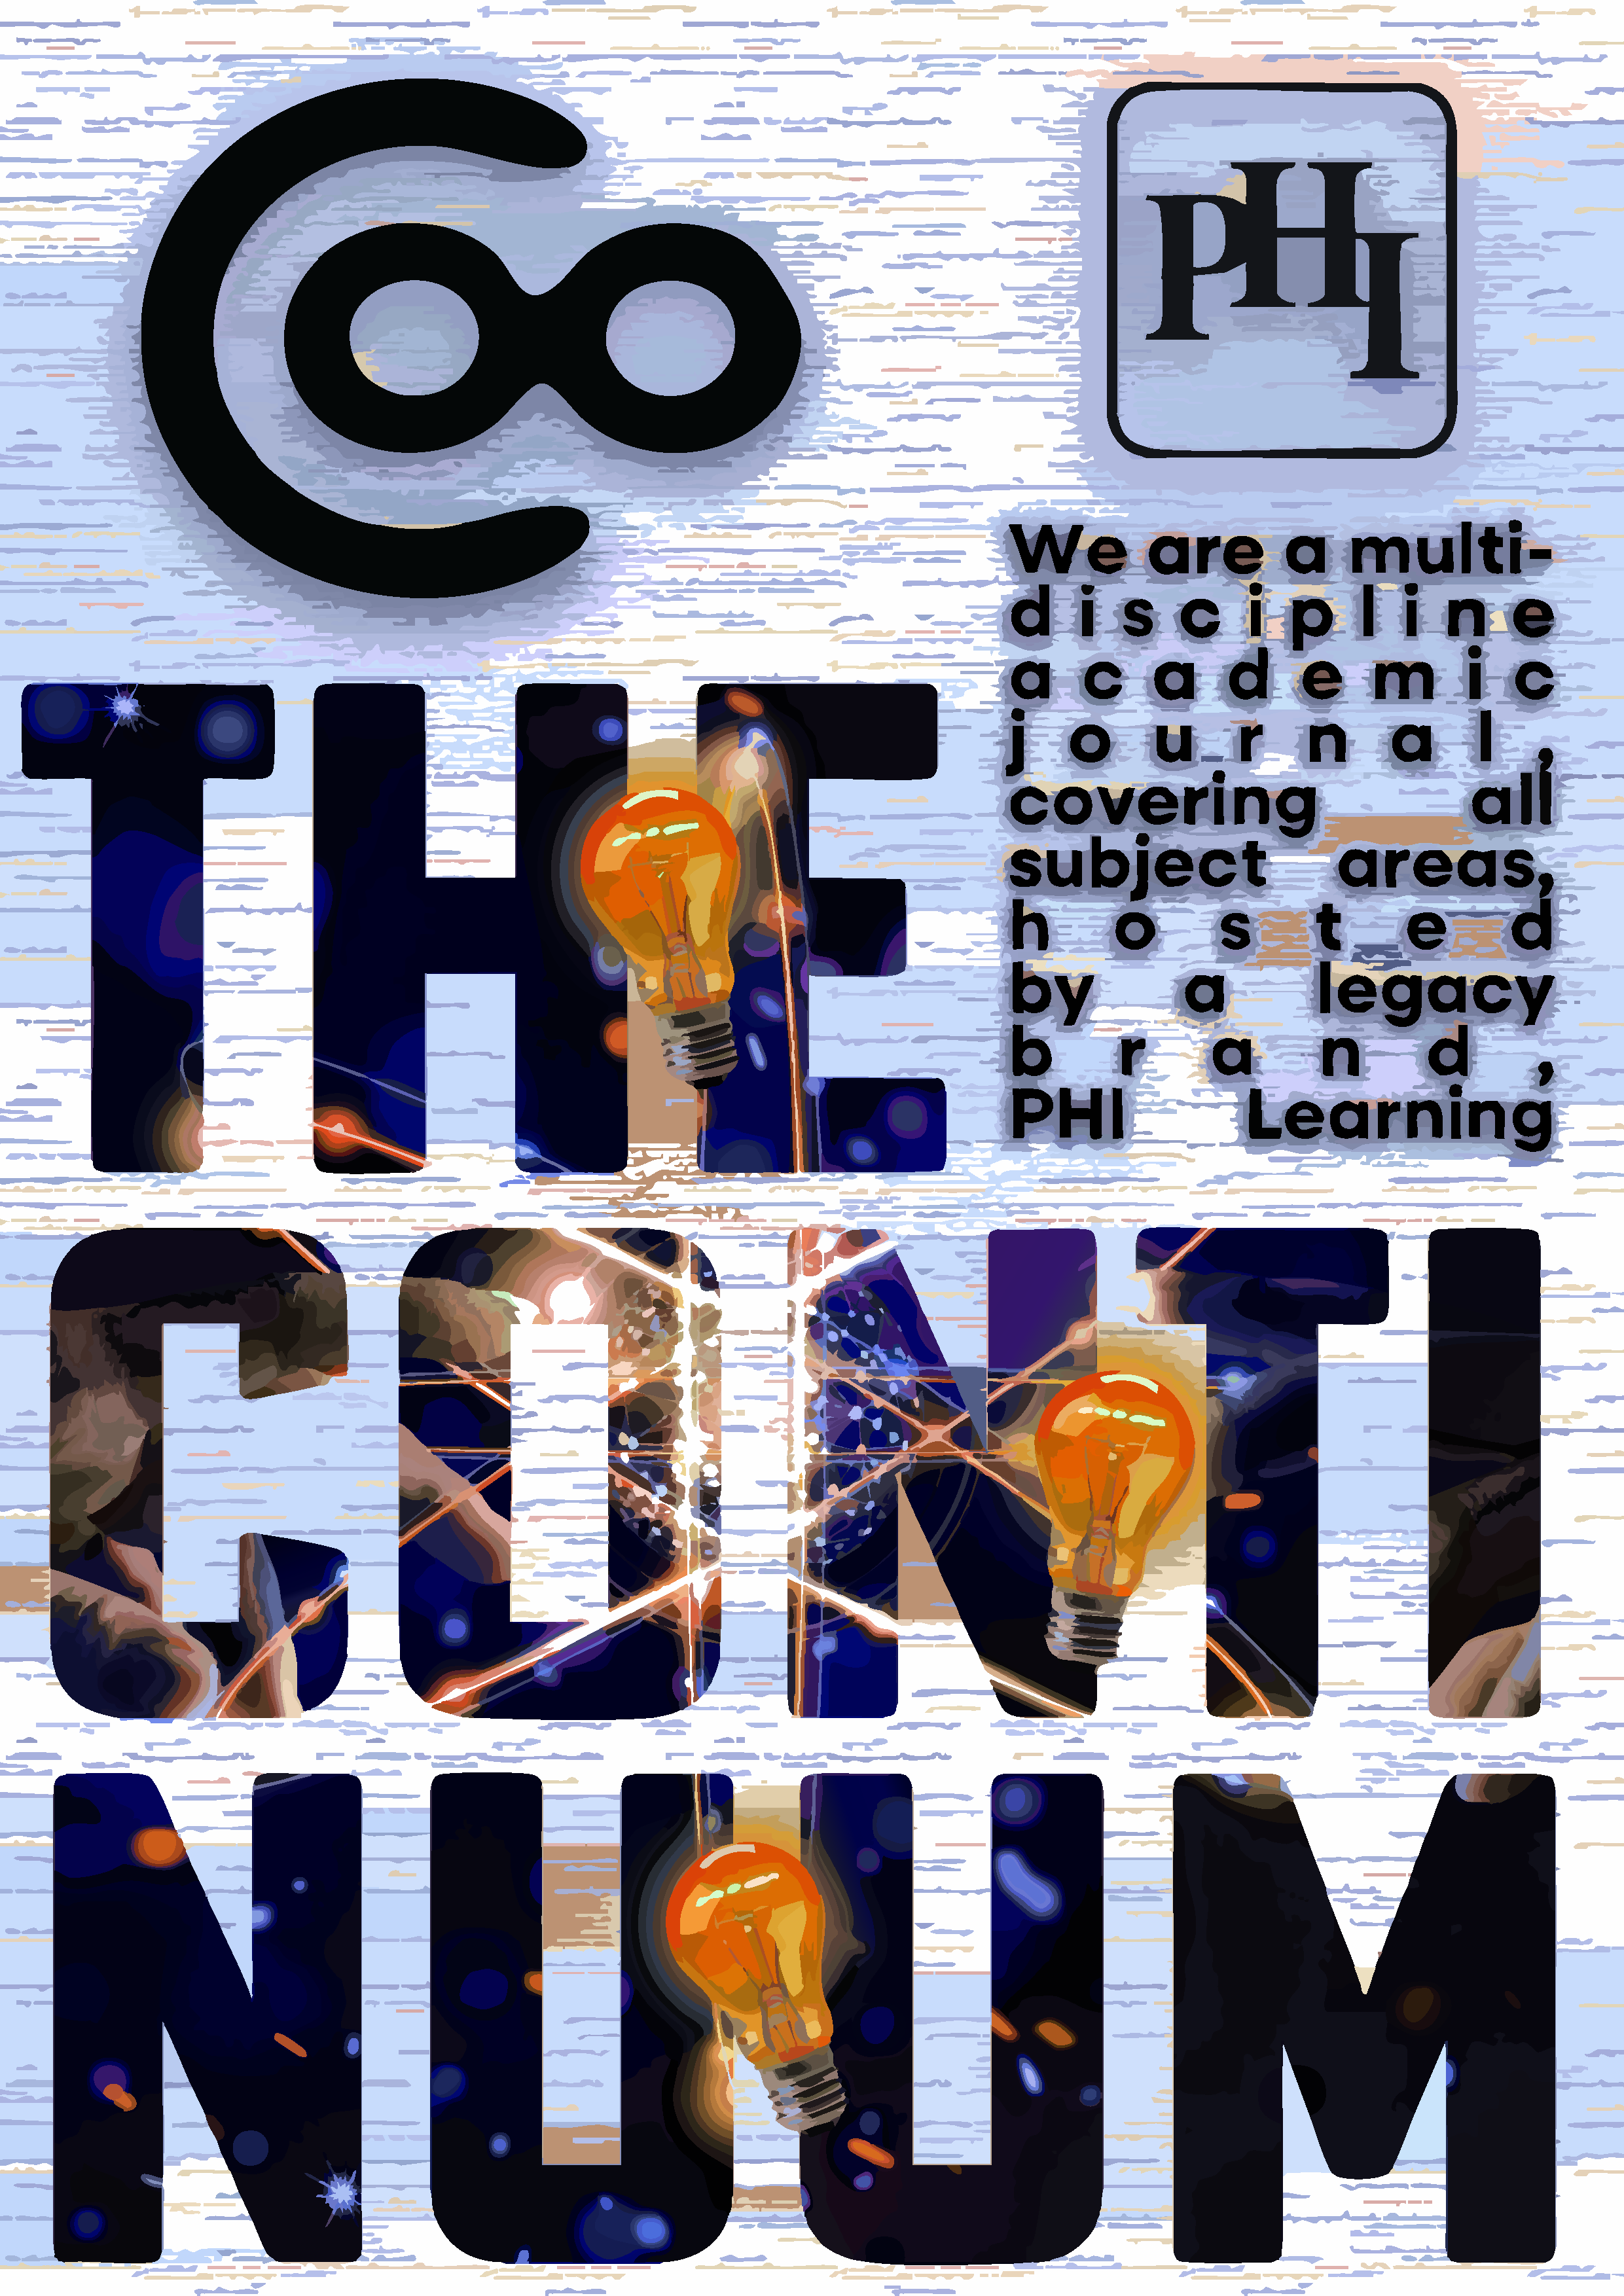 PHI
We are a multi-
discipline
academic
journal,
covering all
subject areas,
hosted
by a legacy
brand,
PHI Learning
THE
CONTI
NUUM